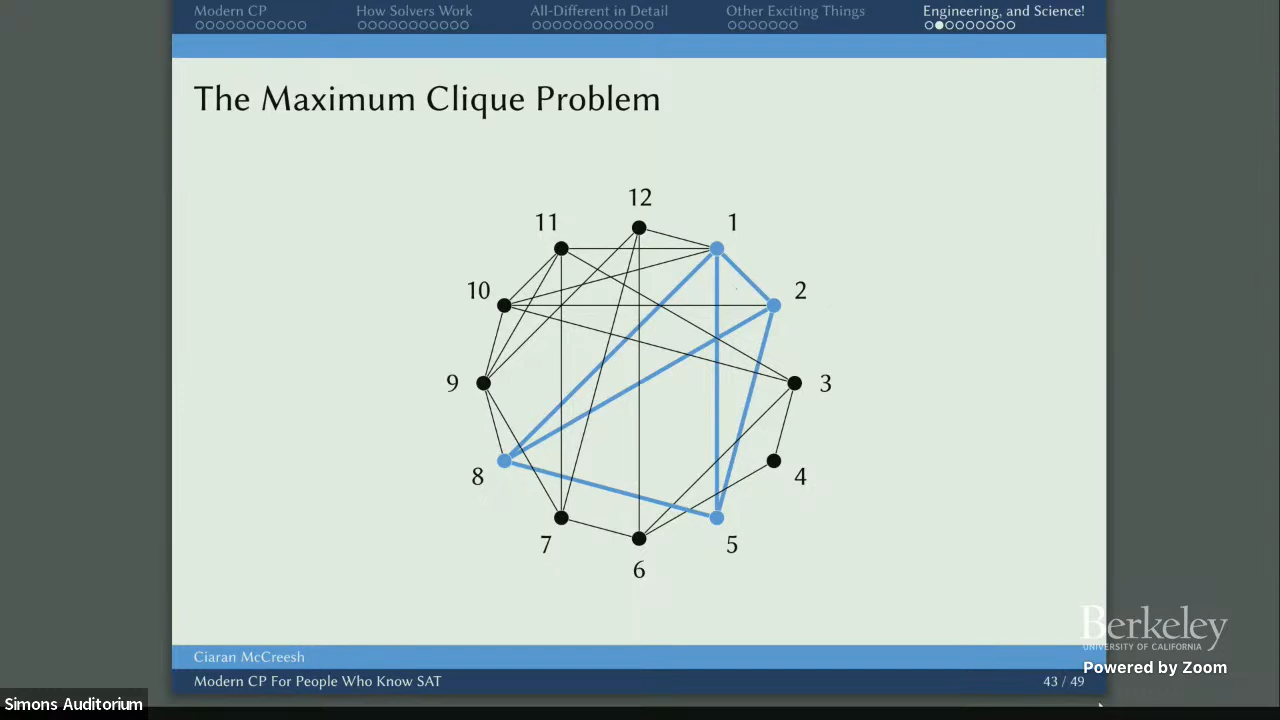 Modern CP
How Solvers Work
All-Different in Detail
Other Exciting Things
Engineering, and Science!
The Maximum Clique Problem
12
11
1
10
2
9
3
8
4
7
5
6
Berkeley
UNIVERSITY OF CALIFORNIA
Powered by Zoom
Ciaran McCreesh
Modern CP For People Who Know SAT
43 / 49
Simons Auditorium